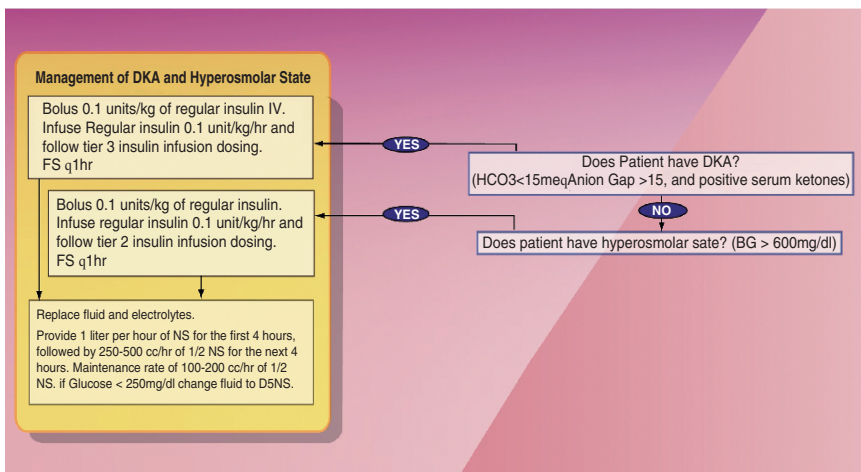 Management of DKA and Hyperosmolar State
Bolus 0.1 units/kg of regular insulin IV.
Infuse Regular insulin 0.1 unit/kg/hr and
follow tier 3 insulin infusion dosing.
FS q1hr
YES
Does Patient have DKA?
(HCO3<15meqAnion Gap >15, and positive serum ketones
NO
Bolus 0.1 units/kg of regular insulin.
Infuse regular insulin 0.1 unit/kg/hr and
follow tier 2 insulin infusion dosing.
FS q1hr
YES
Does patient have hyperosmolar sate? (BG > 600mg/dl)
Replace fluid and electrolytes.
Provide 1 liter per hour of NS for the first 4 hours,
followed by 250-500 cc/hr of 1/2 NS for the next 4
hours. Maintenance rate of 100-200 cc/hr of 1/2
NS. if Glucose < 250mg/dl change fluid to D5NS.